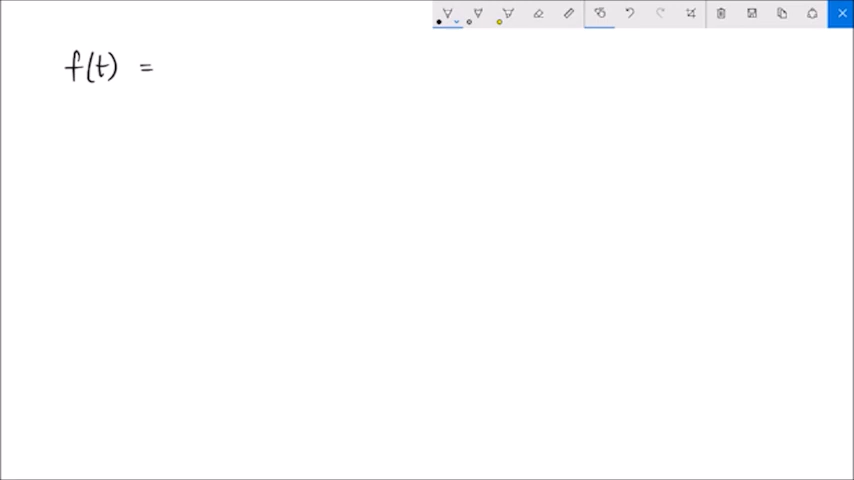 f(t) =